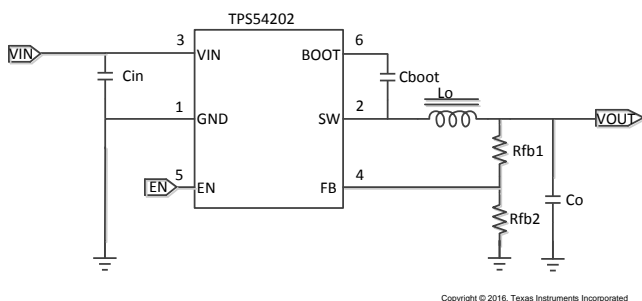 TPS54202
VIN
3
VIN
BOOT
6
Cin
Cboot
1
GND
SW
2
Lo
VOUT
Rfb1
EN
5
EN
FB
4
Rfb2
Co
Copyright © 2016, Texas Instruments Incorporated